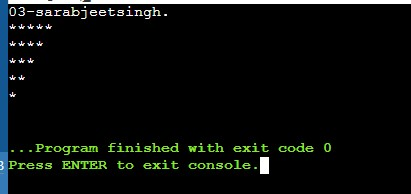 03-sarabjeetsingh.
*****
****
***
**
*
...Program finished with exit code 0
Press ENTER to exit console.